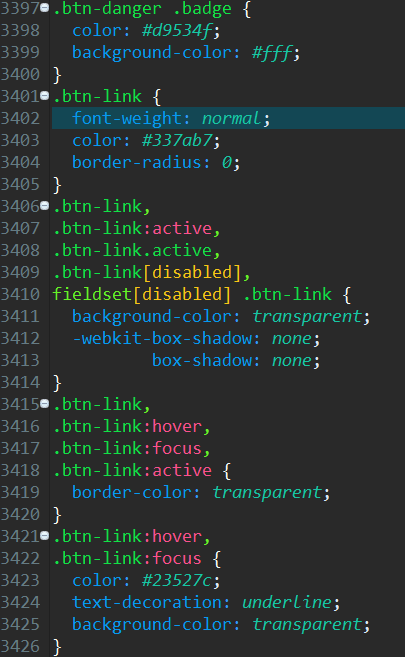 3397 .btn-danger .badge {
3398   color: #d9534f;
3399   background-color: #fff;
3400 }
3401 .btn-link {
3402   font-weight: normal;
3403   color: #337ab7;
3404   border-radius: 0;
3405 }
3406 .btn-link,
3407 .btn-link:active,
3408 .btn-link.active,
3409 .btn-link[disabled],
3410 fieldset[disabled] .btn-link {
3411   background-color: transparent;
3412   -webkit-box-shadow: none;
3413           box-shadow: none;
3414 }
3415 .btn-link,
3416 .btn-link:hover,
3417 .btn-link:focus,
3418 .btn-link:active {
3419   border-color: transparent;
3420 }
3421 .btn-link:hover,
3422 .btn-link:focus {
3423   color: #23527c;
3424   text-decoration: underline;
3425   background-color: transparent;
3426 }